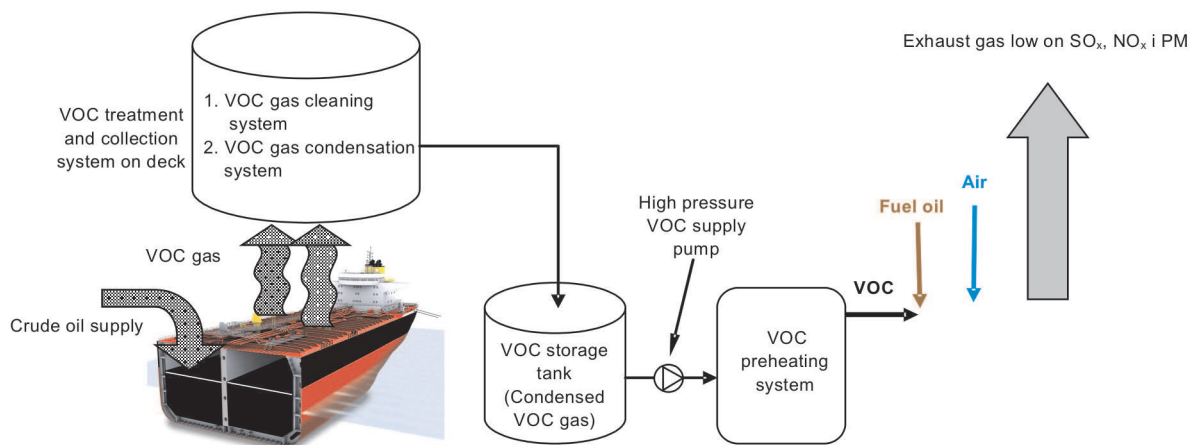 Exhaust gas low on SOₓ, NOₓ i PM
VOC treatment
and collection
system on deck
1. VOC gas cleaning
system
2. VOC gas condensation
system
VOC gas
Crude oil supply
High pressure
VOC supply
pump
VOC storage
tank
(Condensed
VOC gas)
VOC
preheating
system
VOC
Fuel oil
Air